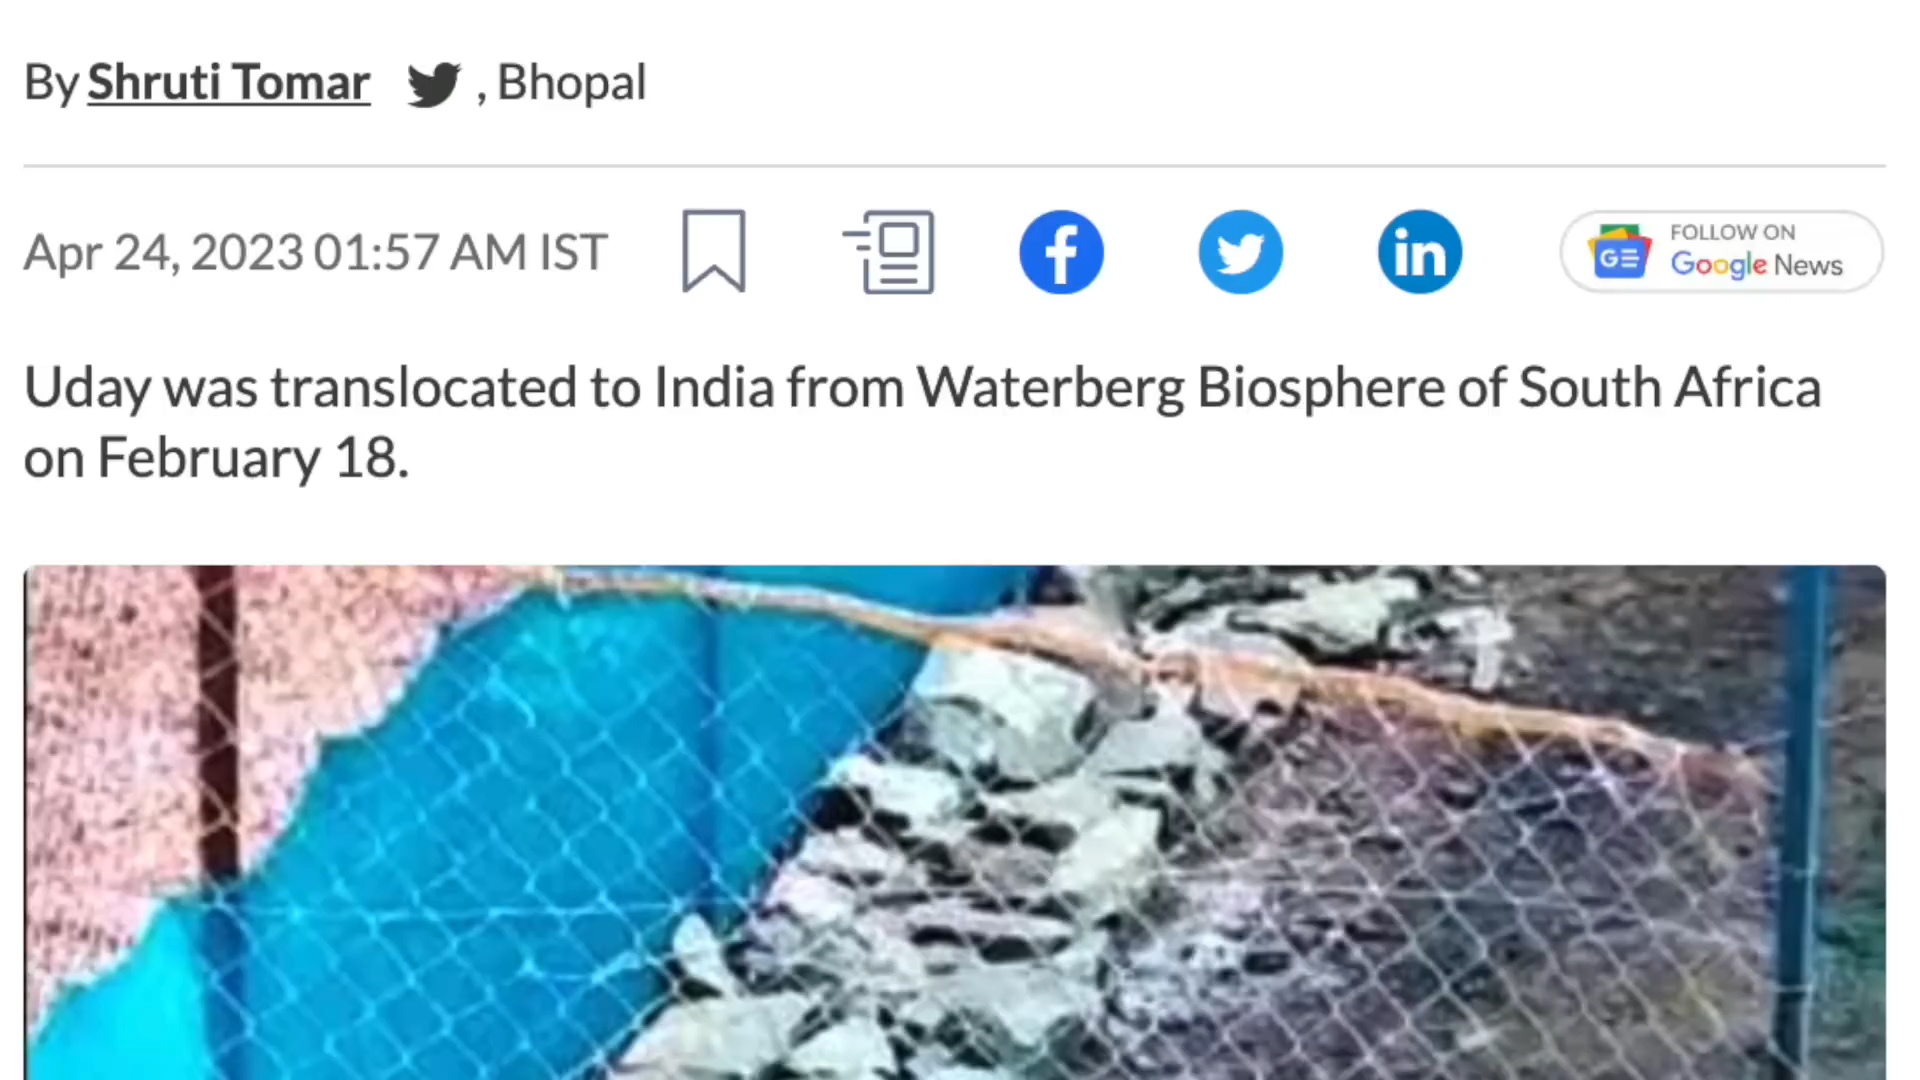 By Shruti Tomar , Bhopal
Apr 24, 2023 01:57 AM IST
FOLLOW ON
Google News
Uday was translocated to India from Waterberg Biosphere of South Africa
on February 18.